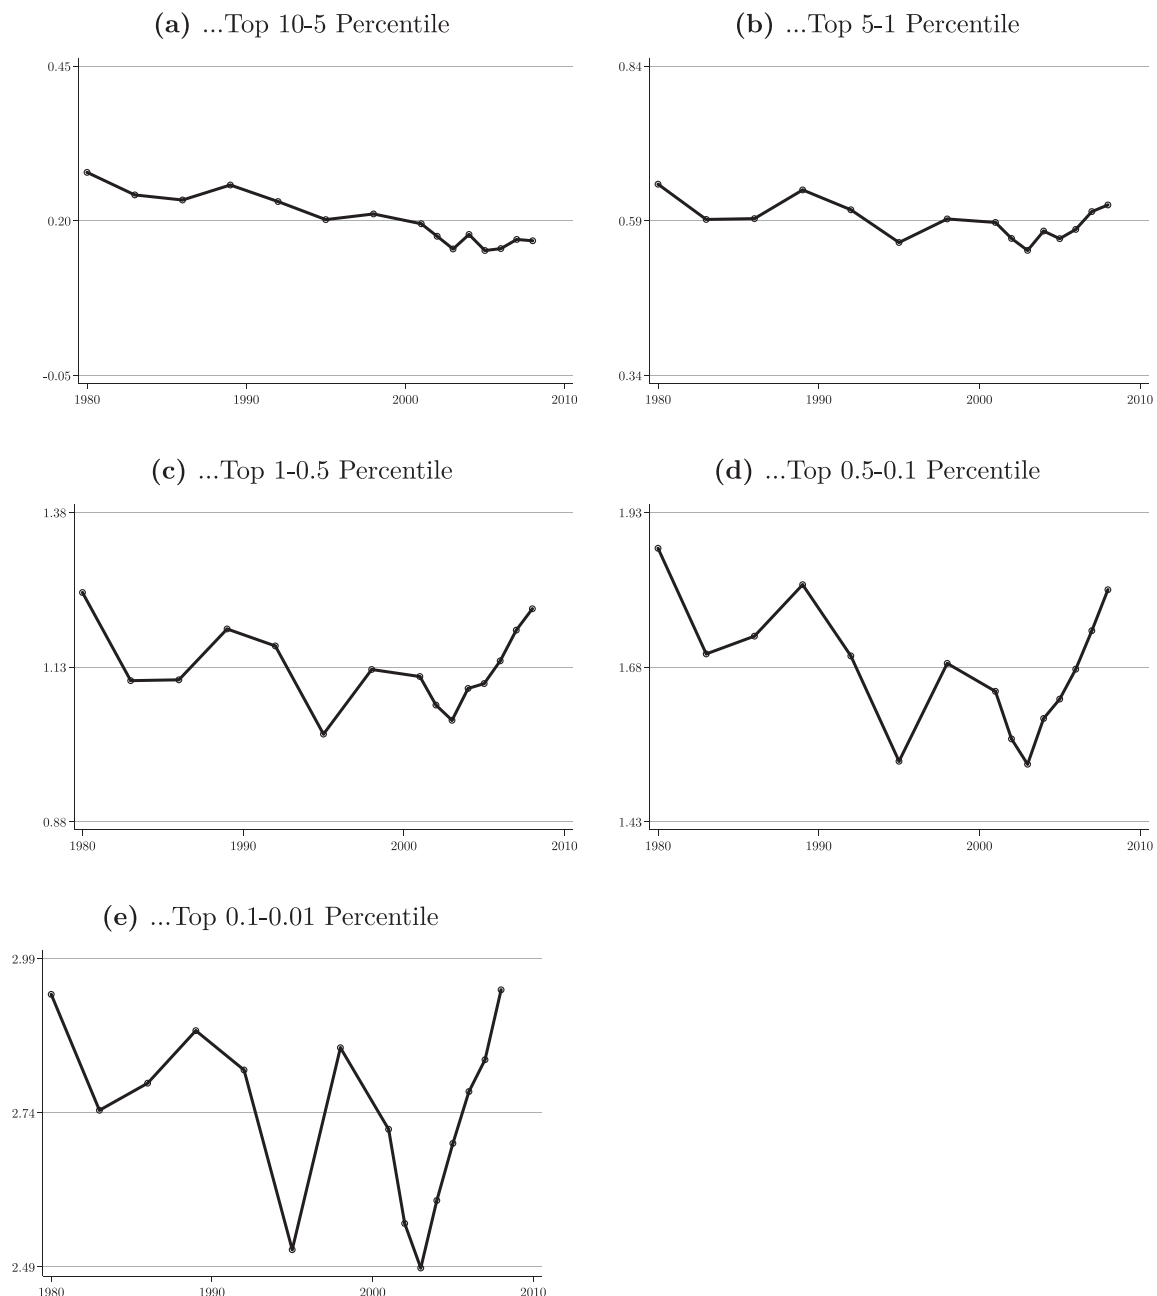 (a) ...Top 10-5 Percentile
0.45
0.20
-0.05
1980 1990 2000 2010
(b) ...Top 5-1 Percentile
0.84
0.59
0.34
1980 1990 2000 2010
(c) ...Top 1-0.5 Percentile
1.38
1.13
0.88
1980 1990 2000 2010
(d) ...Top 0.5-0.1 Percentile
1.93
1.68
1.43
1980 1990 2000 2010
(e) ...Top 0.1-0.01 Percentile
2.99
2.74
2.49
1980 1990 2000 2010